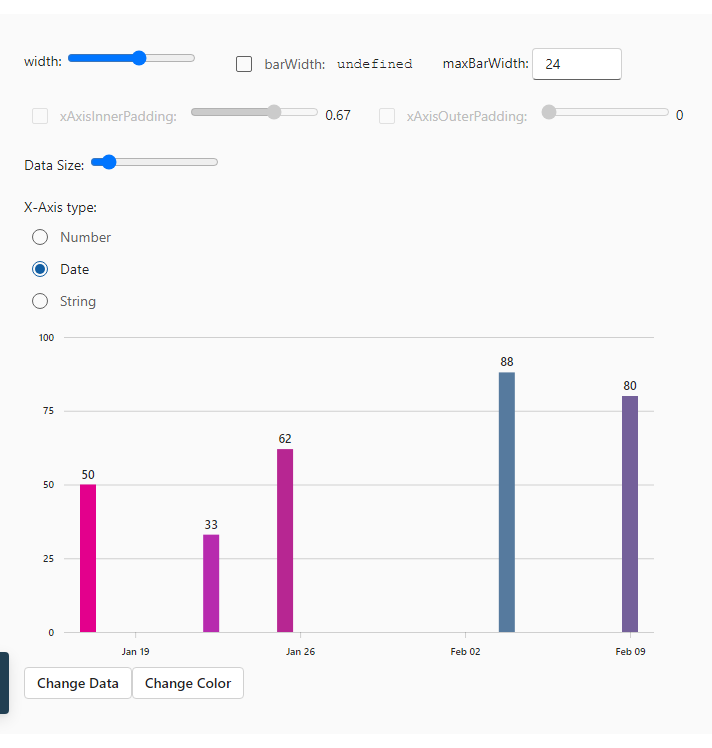 width: barWidth: undefined maxBarWidth: 24
xAxisInnerPadding: 0.67 xAxisOuterPadding: 0
Data Size:
X-Axis type:
Number
Date
String
100
75
50
25
0
50
33
62
88
80
Jan 19 Jan 26 Feb 02 Feb 09
Change Data Change Color